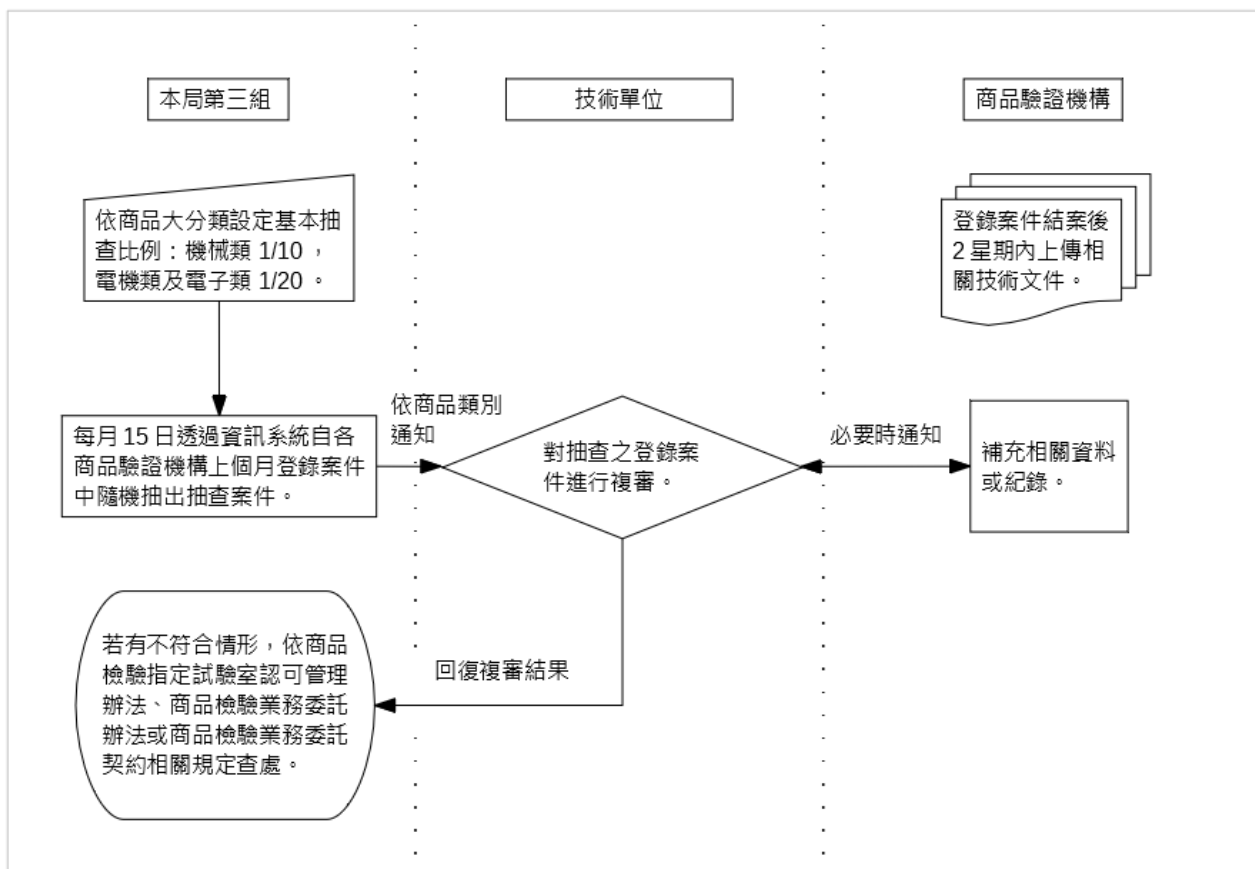 本局第三組
技術單位
商品驗證機構
依商品大分類設定基本抽
查比例：機械類 1/10，
電機類及電子類 1/20。
登錄案件結案後
2 星期內上傳相
關技術文件。
每月 15 日透過資訊系統自各
商品驗證機構上個月登錄案件
中隨機抽出抽查案件。
依商品類別
通知
對抽查之登錄案
件進行複審。
必要時通知
補充相關資料
或紀錄。
回復複審結果
若有不符合情形，依商品
檢驗指定試驗室認可管理
辦法、商品檢驗業務委託
辦法或商品檢驗業務委託
契約相關規定查處。